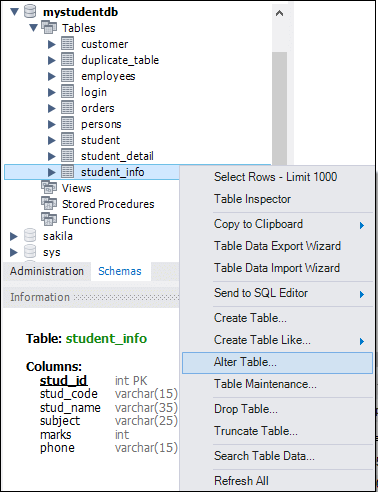 mystudentdb
Tables
customer
duplicate_table
employees
login
orders
persons
student
student_detail
student_info
Views
Stored Procedures
Functions
sakila
sys
Administration Schemas
Information
Table: student_info
Columns:
stud_id int PK
stud_code varchar(15)
stud_name varchar(35)
subject varchar(25)
marks int
phone varchar(15)
Select Rows - Limit 1000
Table Inspector
Copy to Clipboard
Table Data Export Wizard
Table Data Import Wizard
Send to SQL Editor
Create Table...
Create Table Like...
Alter Table...
Table Maintenance...
Drop Table...
Truncate Table...
Search Table Data...
Refresh All